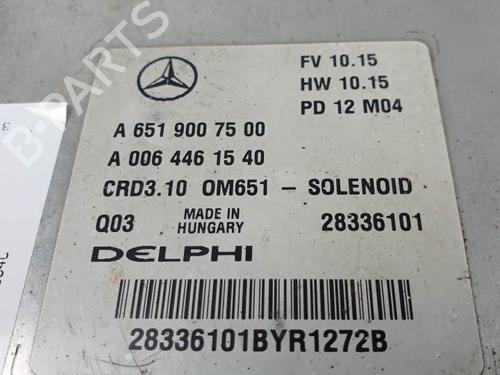 FV 10.15
HW 10.15
PD 12 M04
A 651 900 75 00
A 006 446 15 40
CRD3.10 OM651 - SOLENOID
Q03 MADE IN HUNGARY 28336101
DELPHI
28336101BYR1272B
B-PARTS